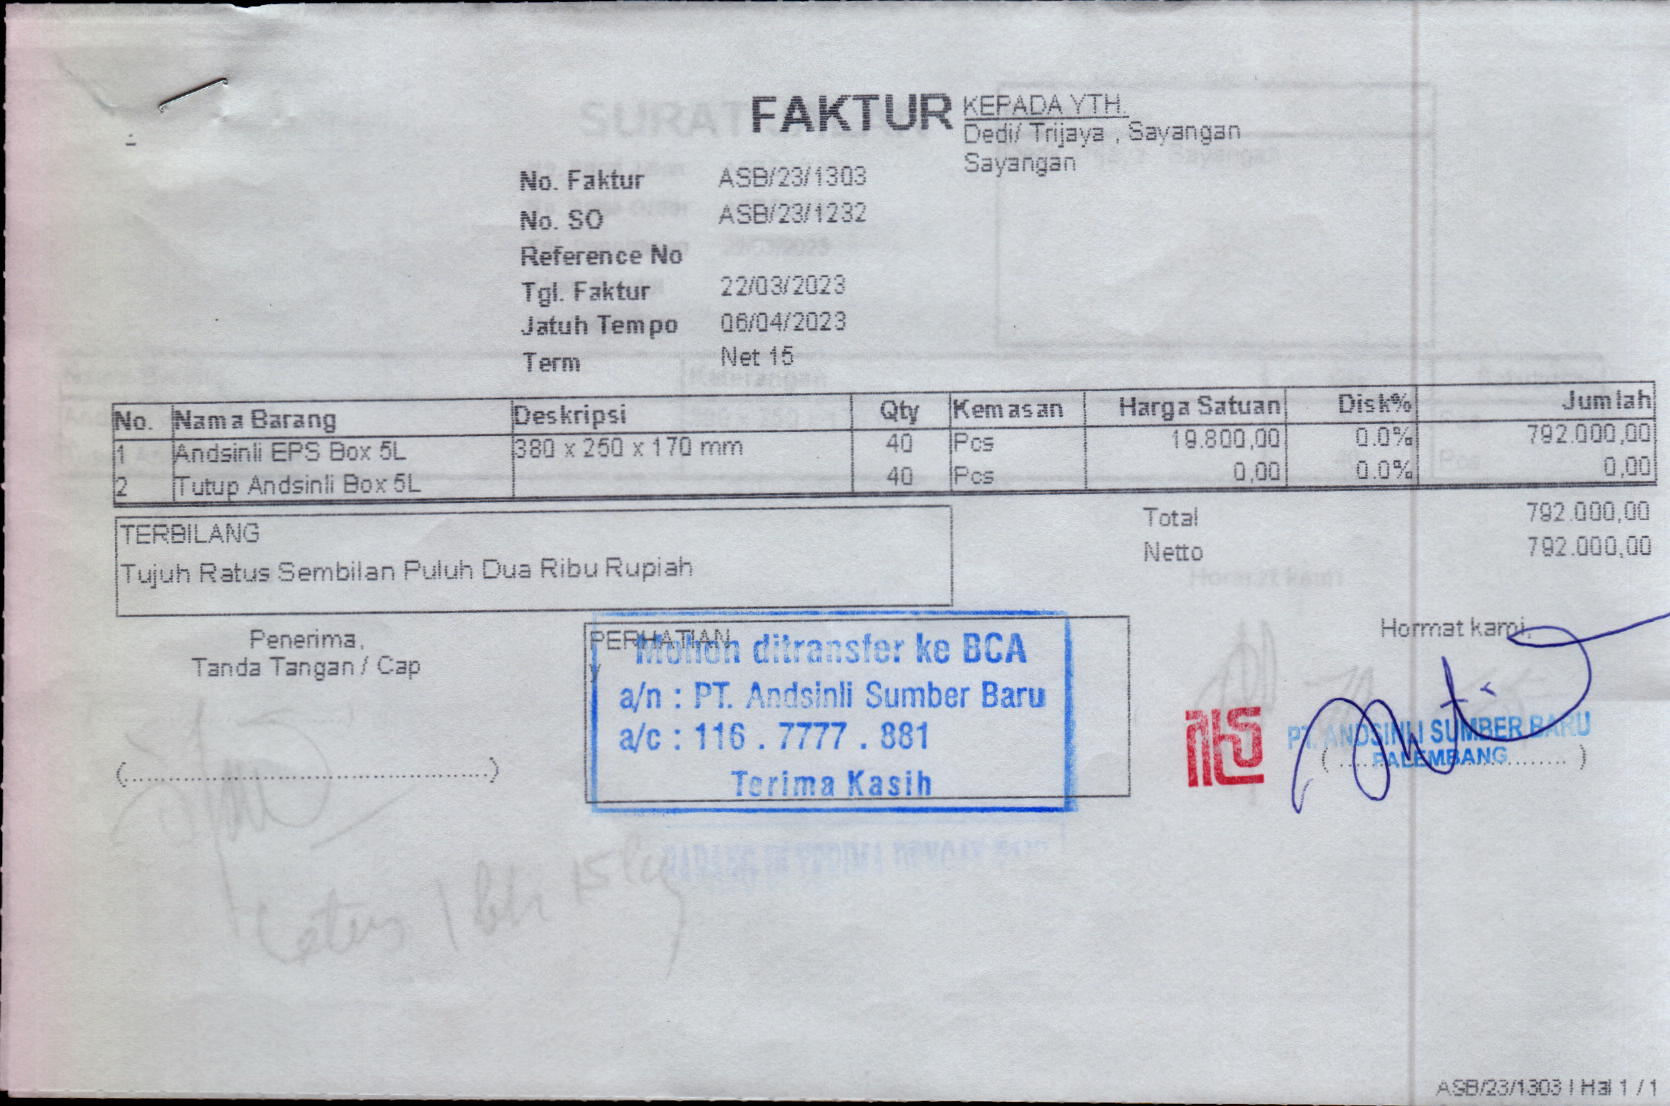 FAKTUR
KEPADA YTH.
Dedi/ Trijaya , Sayangan
Sayangan
No. Faktur ASB/23/1303
No. SO ASB/23/1232
Reference No
Tgl. Faktur 22/03/2023
Jatuh Tempo 06/04/2023
Term Net 15
No. Nama Barang Deskripsi Qty Kemasan Harga Satuan Disk% Jumlah
1 Andsinli EPS Box 5L 380 x 250 x 170 mm 40 Pcs 19.800,00 0.0% 792.000,00
2 Tutup Andsinli Box 5L 40 Pcs 0,00 0.0% 0,00
Total 792.000,00
Netto 792.000,00
TERBILANG
Tujuh Ratus Sembilan Puluh Dua Ribu Rupiah
Penerima,
Tanda Tangan / Cap
(......................................................)
PERHATIAN
y
Mohon ditransfer ke BCA
a/n : PT. Andsinli Sumber Baru
a/c : 116 . 7777 . 881
Terima Kasih
Hormat kami,
PT. ANDSINLI SUMBER BARU
PALEMBANG
ASB/23/1303 | Hal 1 / 1